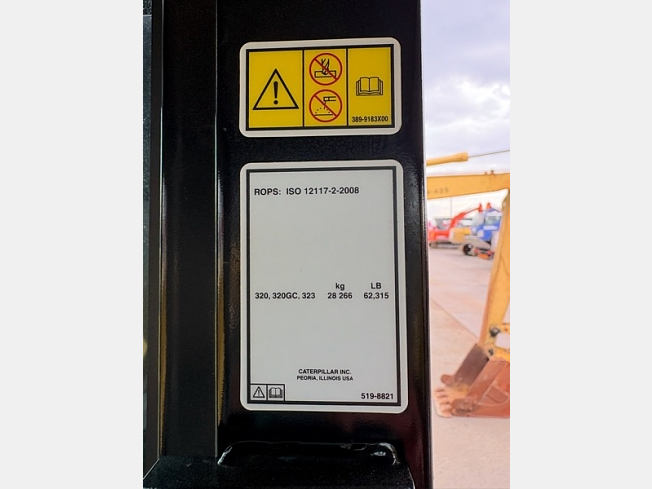 389-9183X00
ROPS: ISO 12117-2-2008
kg LB
320, 320GC, 323 28 266 62,315
CATERPILLAR INC.
PEORIA, ILLINOIS USA
519-8821